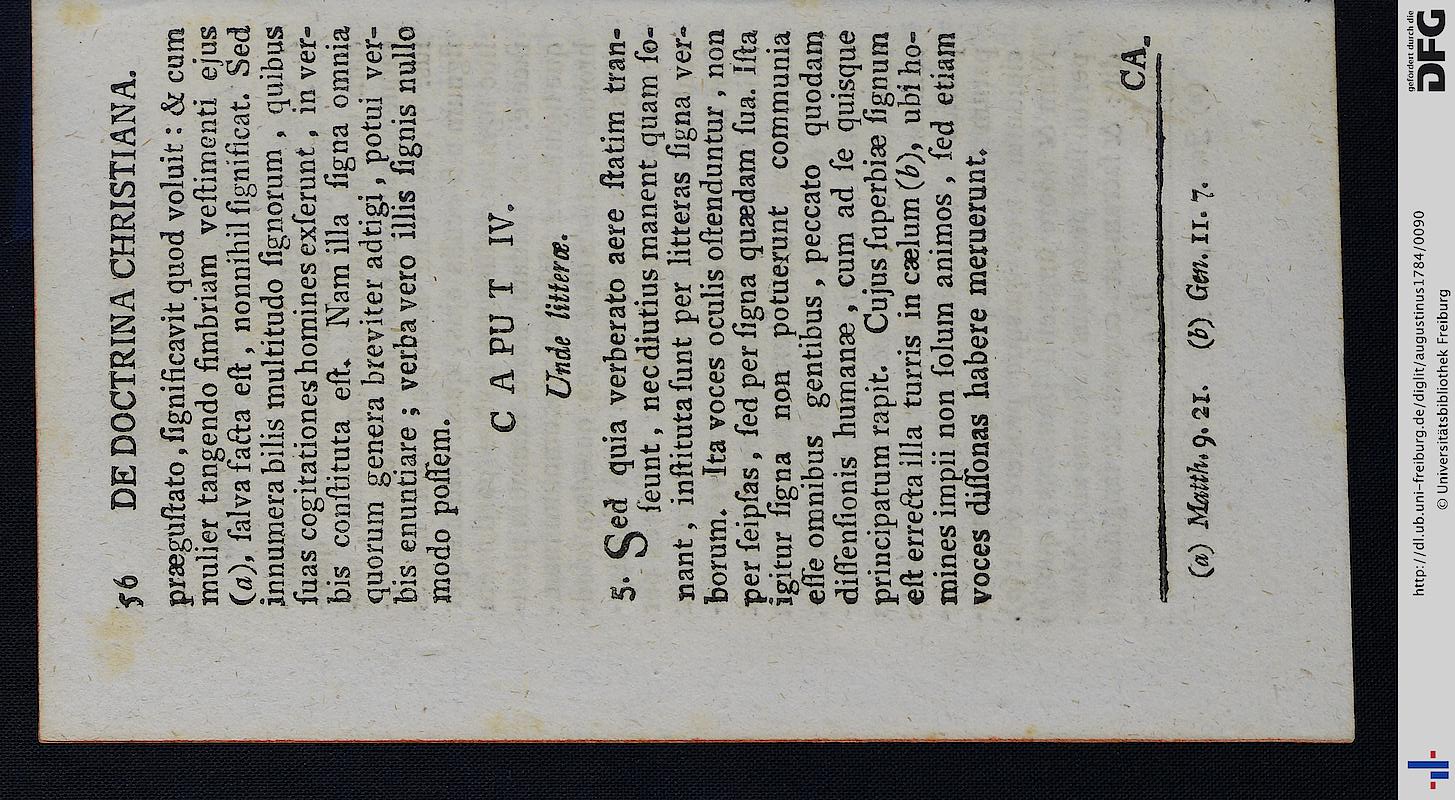 56 DE DOCTRINA CHRISTIANA.
præguſtato, ſignificavit quod voluit: & cum
mulier tangendo fimbriam veſtimenti ejus
(a), ſalva facta eſt, nonnihil ſignificat. Sed
innumera bilis multitudo ſignorum, quibus
ſuas cogitationes homines exſerunt, in ver-
bis conſtituta eſt. Nam illa ſigna omnia
quorum genera breviter adtigi, potui ver-
bis enuntiare; verba vero illis ſignis nullo
modo poſſem.
CAPUT IV.
Unde litteræ.
5. Sed quia verberato aere ſtatim tran-
ſeunt, nec diutius manent quam ſo-
nant, inſtituta ſunt per litteras ſigna ver-
borum. Ita voces oculis oſtenduntur, non
per ſeipſas, ſed per ſigna quædam ſua. Iſta
igitur ſigna non potuerunt communia
eſſe omnibus gentibus, peccato quodam
diſſenſionis humanæ, cum ad ſe quisque
principatum rapit. Cujus ſuperbiæ ſignum
eſt errecta illa turris in cælum (b), ubi ho-
mines impii non ſolum animos, ſed etiam
voces diſſonas habere meruerunt.
CA-
(a) Matth. 9. 21. (b) Gen. II. 7.
http://dl.ub.uni-freiburg.de/diglit/augustinus1784/0090
© Universitätsbibliothek Freiburg
gefördert durch die
DFG